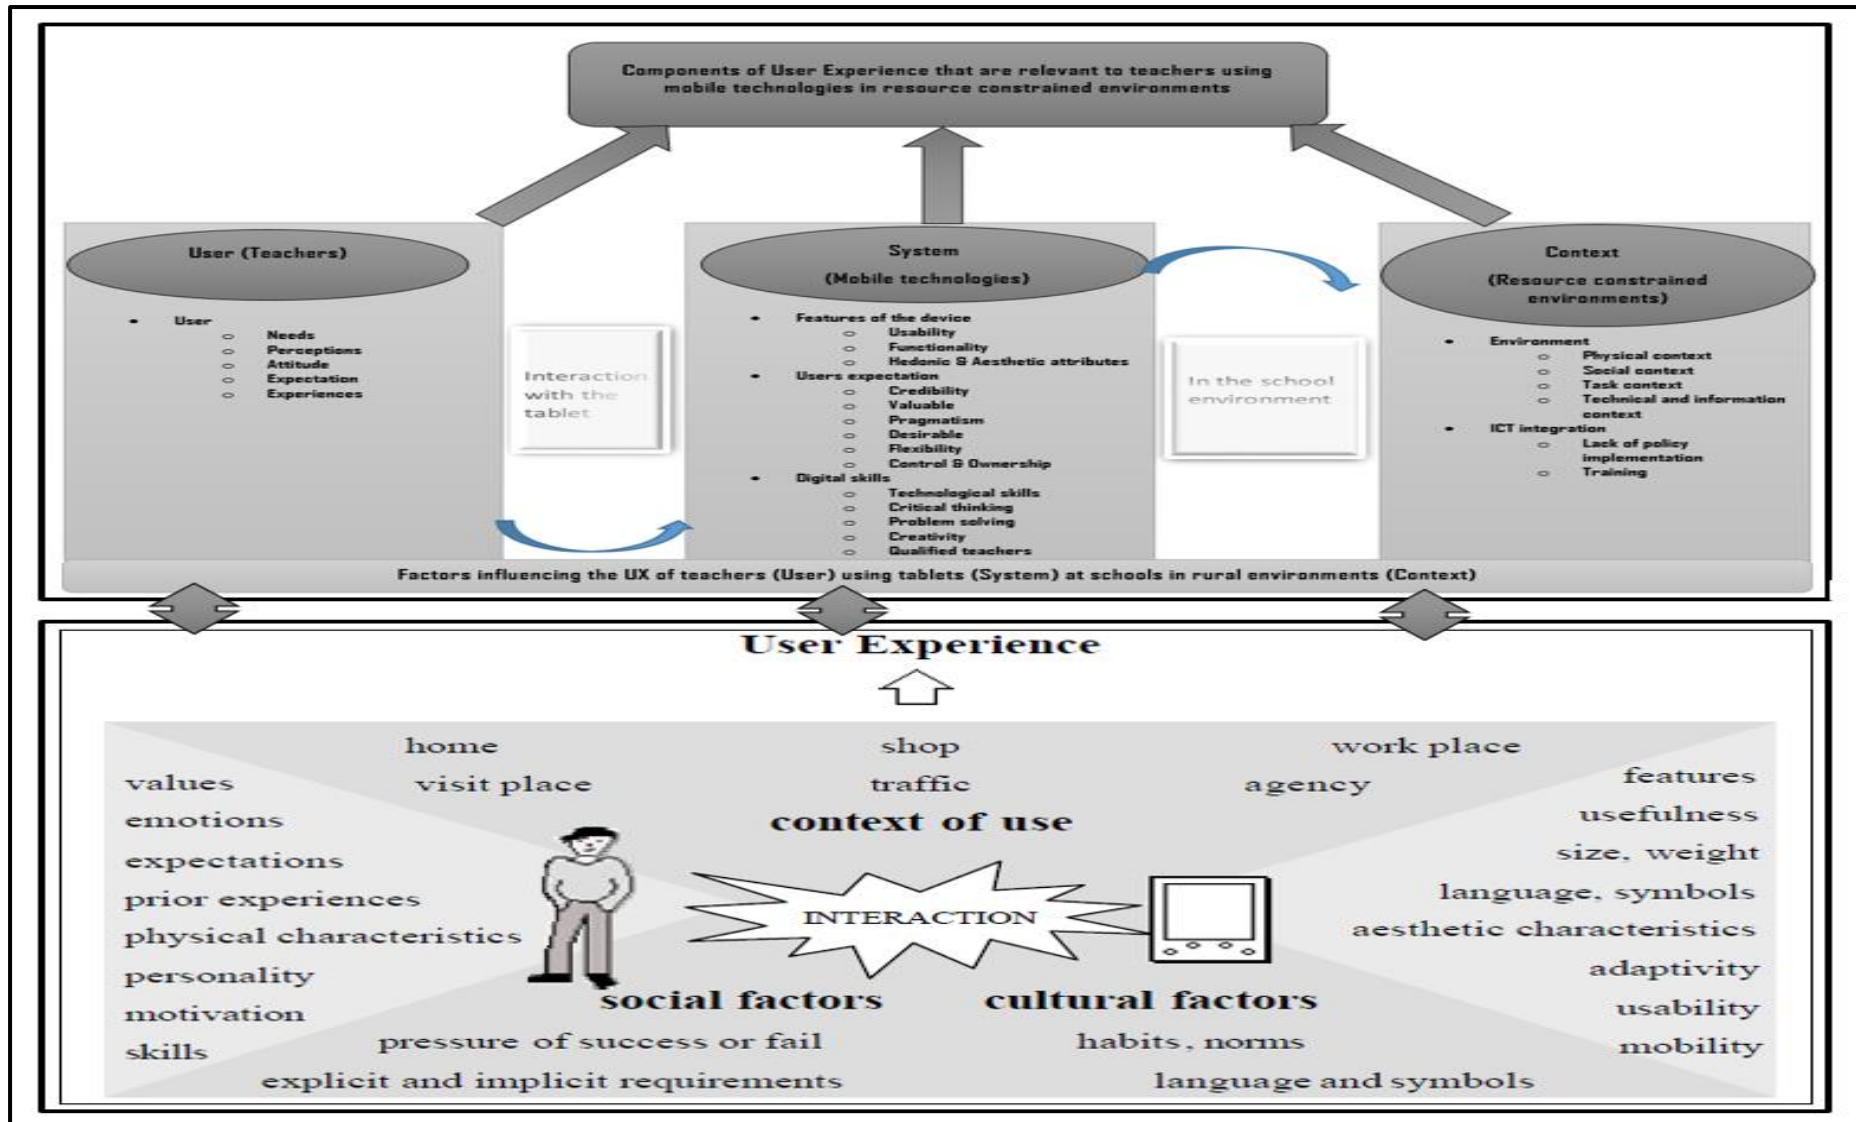 Components of User Experience that are relevant to teachers using
mobile technologies in resource constrained environments
User (Teachers)
• User
o Needs
o Perceptions
o Attitude
o Expectation
o Experiences
Interaction
with the
tablet
System
(Mobile technologies)
• Features of the device
o Usability
o Functionality
o Hedonic & Aesthetic attributes
• Users expectation
o Credibility
o Valuable
o Pragmatism
o Desirable
o Flexibility
o Control & Ownership
• Digital skills
o Technological skills
o Critical thinking
o Problem solving
o Creativity
o Qualified teachers
In the school
environment
Context
(Resource constrained
environments)
• Environment
o Physical context
o Social context
o Task context
o Technical and information
context
• ICT integration
o Lack of policy
implementation
o Training
Factors influencing the UX of teachers (User) using tablets (System) at schools in rural environments (Context)
User Experience
home shop work place
visit place traffic agency
context of use
values
emotions
expectations
prior experiences
physical characteristics
personality
motivation
skills
INTERACTION
features
usefulness
size, weight
language, symbols
aesthetic characteristics
adaptivity
usability
mobility
social factors
pressure of success or fail
explicit and implicit requirements
cultural factors
habits, norms
language and symbols